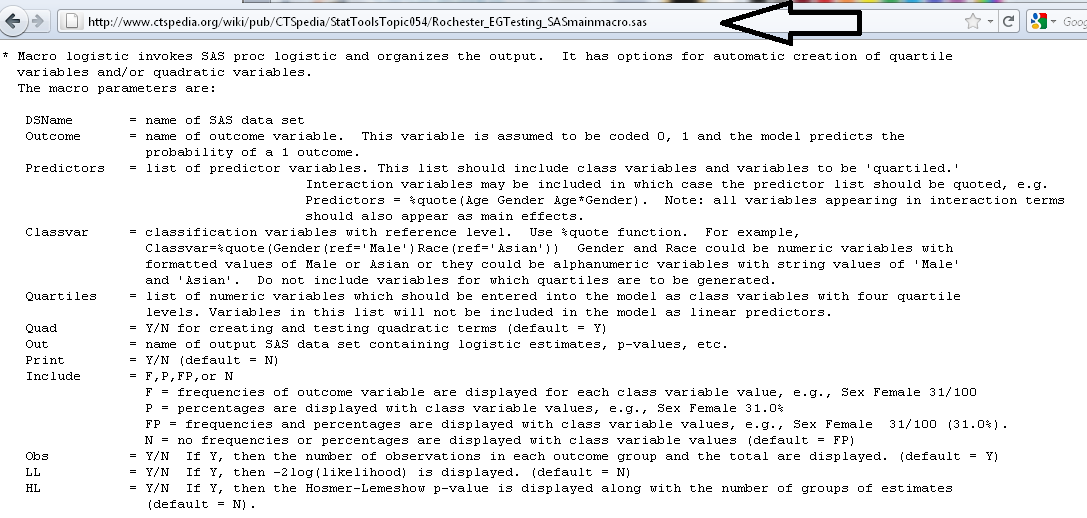 http://www.ctspedia.org/wiki/pub/CTSpedia/StatToolsTopic054/Rochester_EGTesting_SASmainmacro.sas
Goog
* Macro logistic invokes SAS proc logistic and organizes the output. It has options for automatic creation of quartile
variables and/or quadratic variables.
The macro parameters are:
DSName = name of SAS data set
Outcome = name of outcome variable. This variable is assumed to be coded 0, 1 and the model predicts the
probability of a 1 outcome.
Predictors = list of predictor variables. This list should include class variables and variables to be 'quartiled.'
Interaction variables may be included in which case the predictor list should be quoted, e.g.
Predictors = %quote(Age Gender Age*Gender). Note: all variables appearing in interaction terms
should also appear as main effects.
Classvar = classification variables with reference level. Use %quote function. For example,
Classvar=%quote(Gender(ref='Male')Race(ref='Asian')) Gender and Race could be numeric variables with
formatted values of Male or Asian or they could be alphanumeric variables with string values of 'Male'
and 'Asian'. Do not include variables for which quartiles are to be generated.
Quartiles = list of numeric variables which should be entered into the model as class variables with four quartile
levels. Variables in this list will not be included in the model as linear predictors.
Quad = Y/N for creating and testing quadratic terms (default = Y)
Out = name of output SAS data set containing logistic estimates, p-values, etc.
Print = Y/N (default = N)
Include = F,P,FP,or N
F = frequencies of outcome variable are displayed for each class variable value, e.g., Sex Female 31/100
P = percentages are displayed with class variable values, e.g., Sex Female 31.0%
FP = frequencies and percentages are displayed with class variable values, e.g., Sex Female 31/100 (31.0%).
N = no frequencies or percentages are displayed with class variable values (default = FP)
Obs = Y/N If Y, then the number of observations in each outcome group and the total are displayed. (default = Y)
LL = Y/N If Y, then -2log(likelihood) is displayed. (default = N)
HL = Y/N If Y, then the Hosmer-Lemeshow p-value is displayed along with the number of groups of estimates
(default = N).